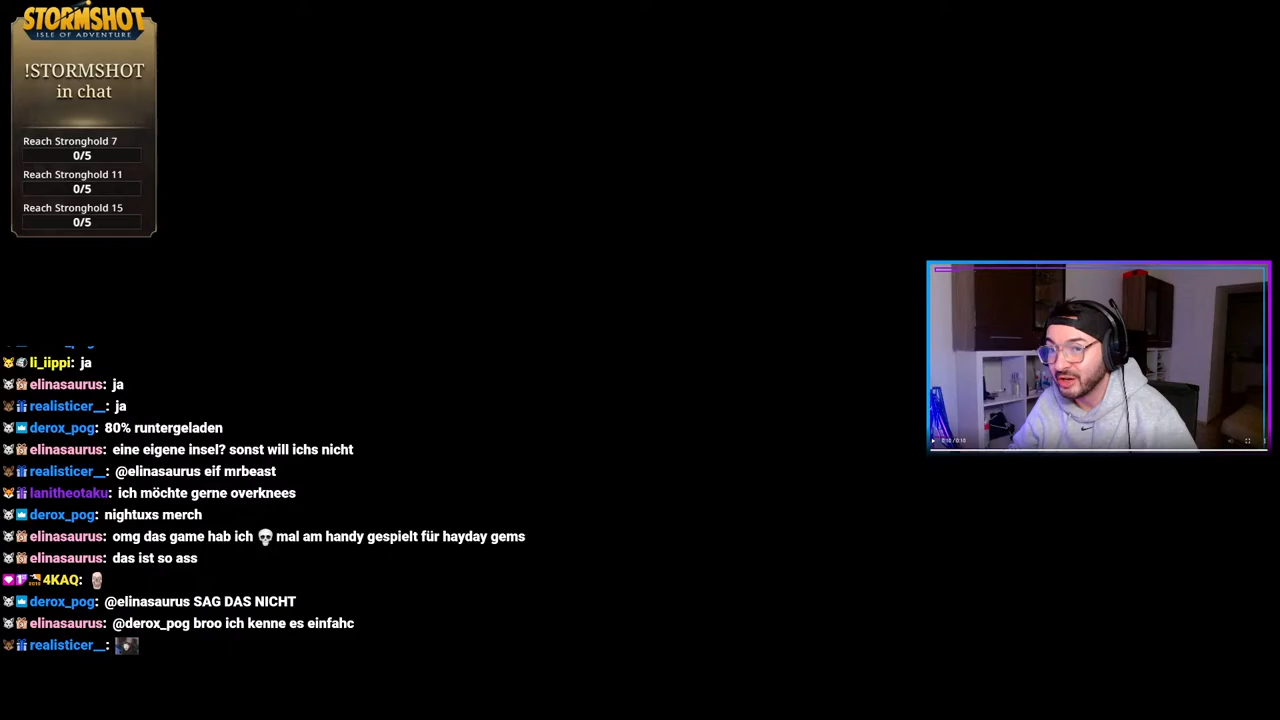 STORMSHOT
ISLE OF ADVENTURE
!STORMSHOT
in chat
Reach Stronghold 7
0/5
Reach Stronghold 11
0/5
Reach Stronghold 15
0/5
li_iippi: ja
elinasaurus: ja
realisticer__: ja
derox_pog: 80% runtergeladen
elinasaurus: eine eigene insel? sonst will ichs nicht
realisticer__: @elinasaurus eif mrbeast
lanitheotaku: ich möchte gerne overknees
derox_pog: nightuxs merch
elinasaurus: omg das game hab ich 💀 mal am handy gespielt für hayday gems
elinasaurus: das ist so ass
4KAQ:
derox_pog: @elinasaurus SAG DAS NICHT
elinasaurus: @derox_pog broo ich kenne es einfahc
realisticer__:
0:10 / 0:10